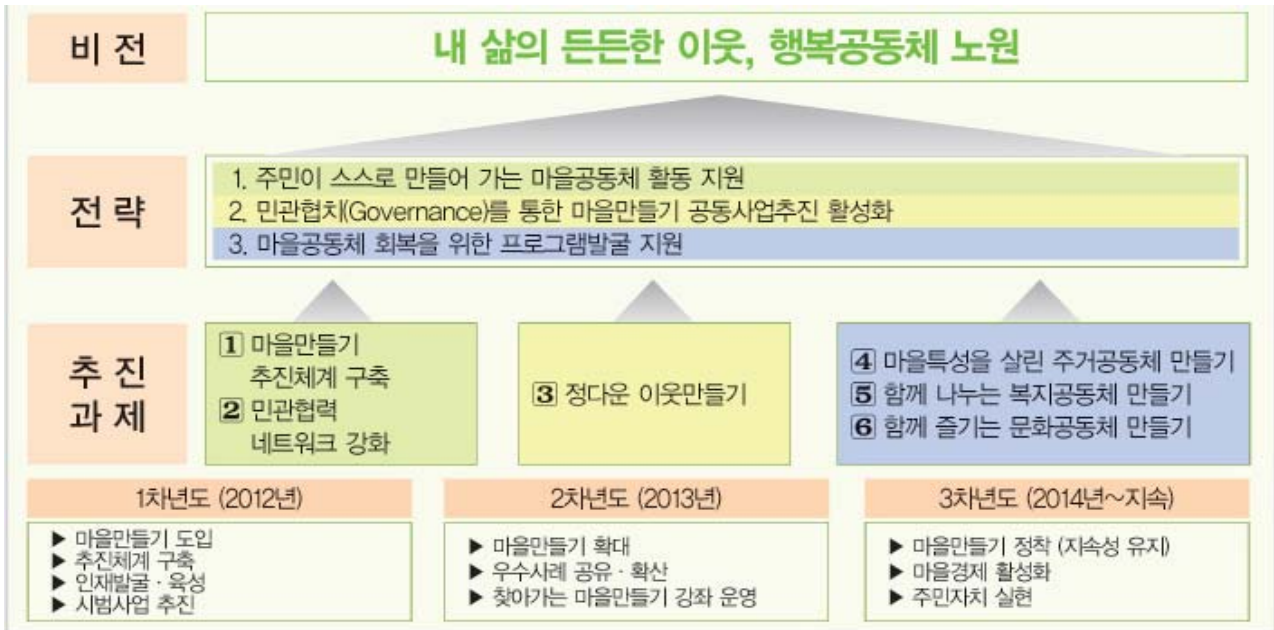 비 전
내 삶의 든든한 이웃, 행복공동체 노원
전 략
1. 주민이 스스로 만들어 가는 마을공동체 활동 지원
2. 민관협치(Governance)를 통한 마을만들기 공동사업추진 활성화
3. 마을공동체 회복을 위한 프로그램발굴 지원
추 진
과 제
1 마을만들기
추진체계 구축
2 민관협력
네트워크 강화
3 정다운 이웃만들기
4 마을특성을 살린 주거공동체 만들기
5 함께 나누는 복지공동체 만들기
6 함께 즐기는 문화공동체 만들기
1차년도 (2012년)
▶ 마을만들기 도입
▶ 추진체계 구축
▶ 인재발굴 · 육성
▶ 시범사업 추진
2차년도 (2013년)
▶ 마을만들기 확대
▶ 우수사례 공유 · 확산
▶ 찾아가는 마을만들기 강좌 운영
3차년도 (2014년~지속)
▶ 마을만들기 정착 (지속성 유지)
▶ 마을경제 활성화
▶ 주민자치 실현